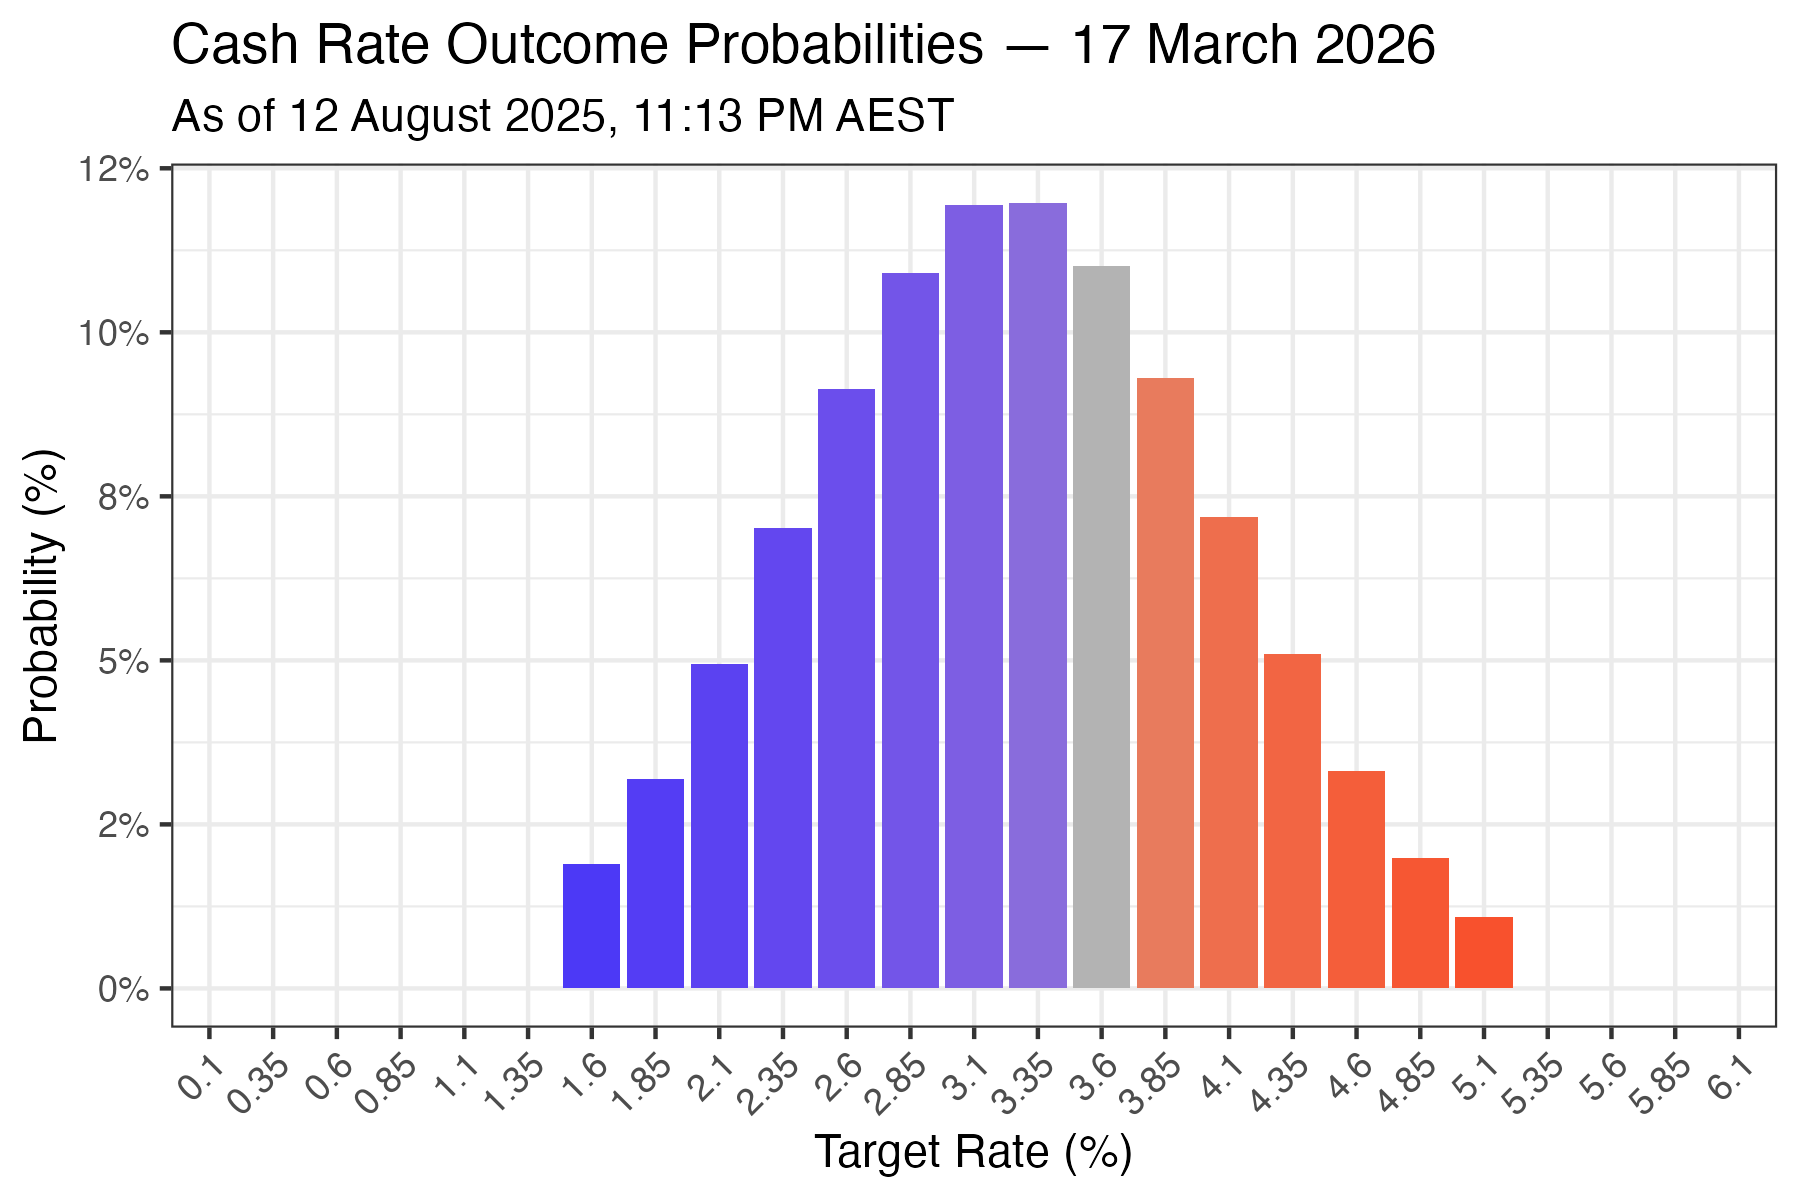 Cash Rate Outcome Probabilities — 17 March 2026
As of 12 August 2025, 11:13 PM AEST
Probability (%)
12%
10%
8%
5%
2%
0%
0.1 0.35 0.6 0.85 1.1 1.35 1.6 1.85 2.1 2.35 2.6 2.85 3.1 3.35 3.6 3.85 4.1 4.35 4.6 4.85 5.1 5.35 5.6 5.85 6.1
Target Rate (%)